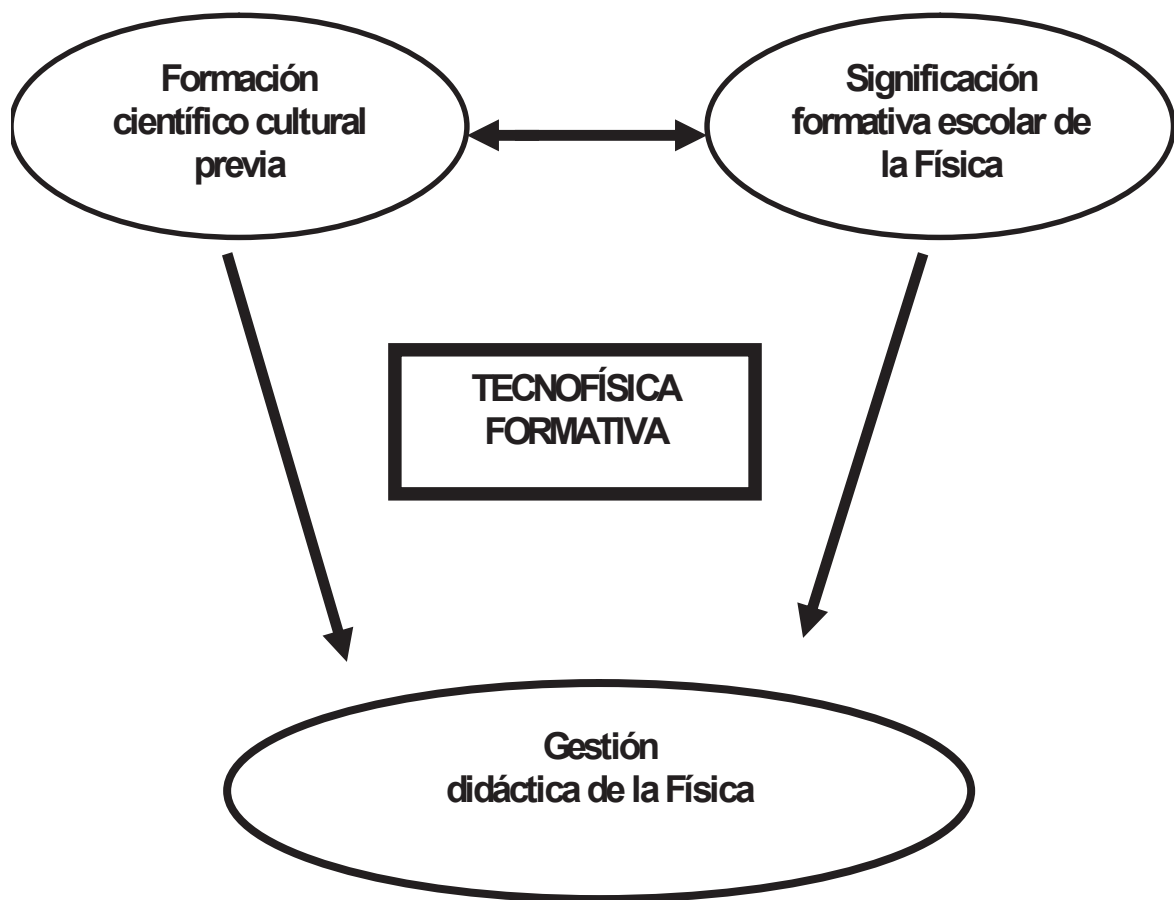 Formación
científico cultural
previa
Significación
formativa escolar de
la Física
TECNOFÍSICA
FORMATIVA
Gestión
didáctica de la Física